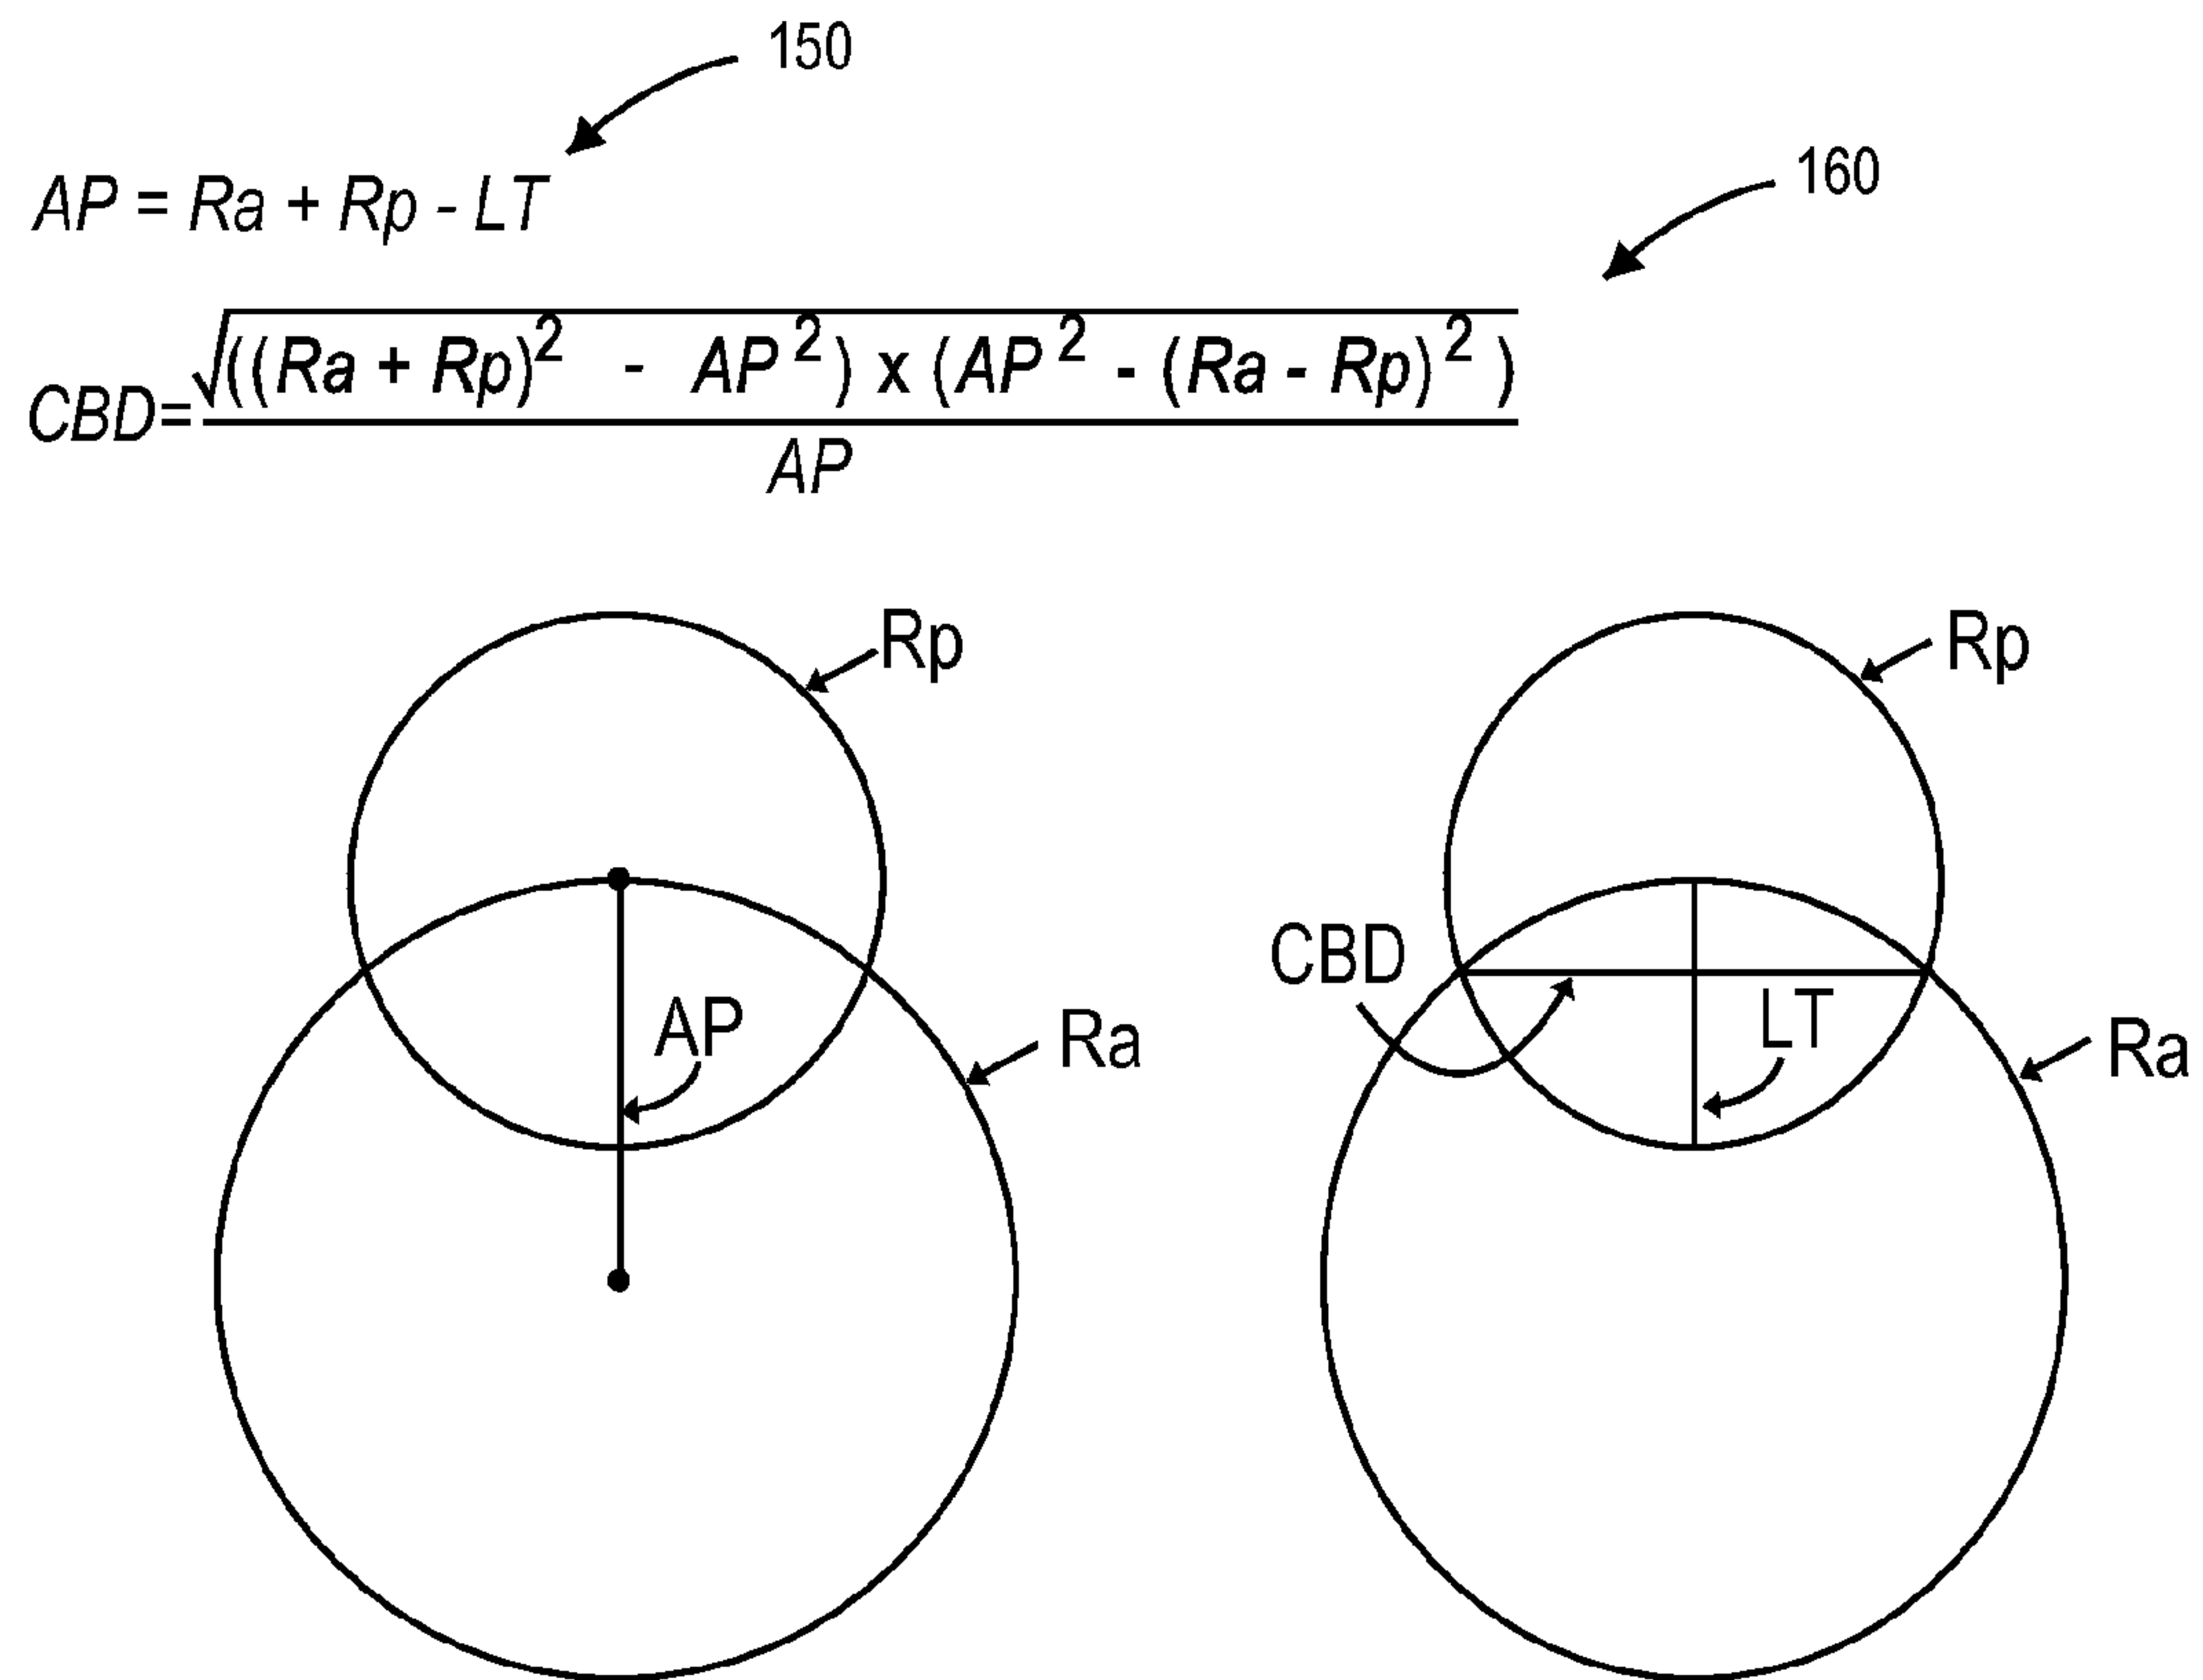 150
AP = Ra + Rp - LT
160
CBD= √(((Ra + Rp)² - AP²) x (AP² - (Ra - Rp)²))
AP
Rp
Rp
CBD
AP
LT
Ra
Ra